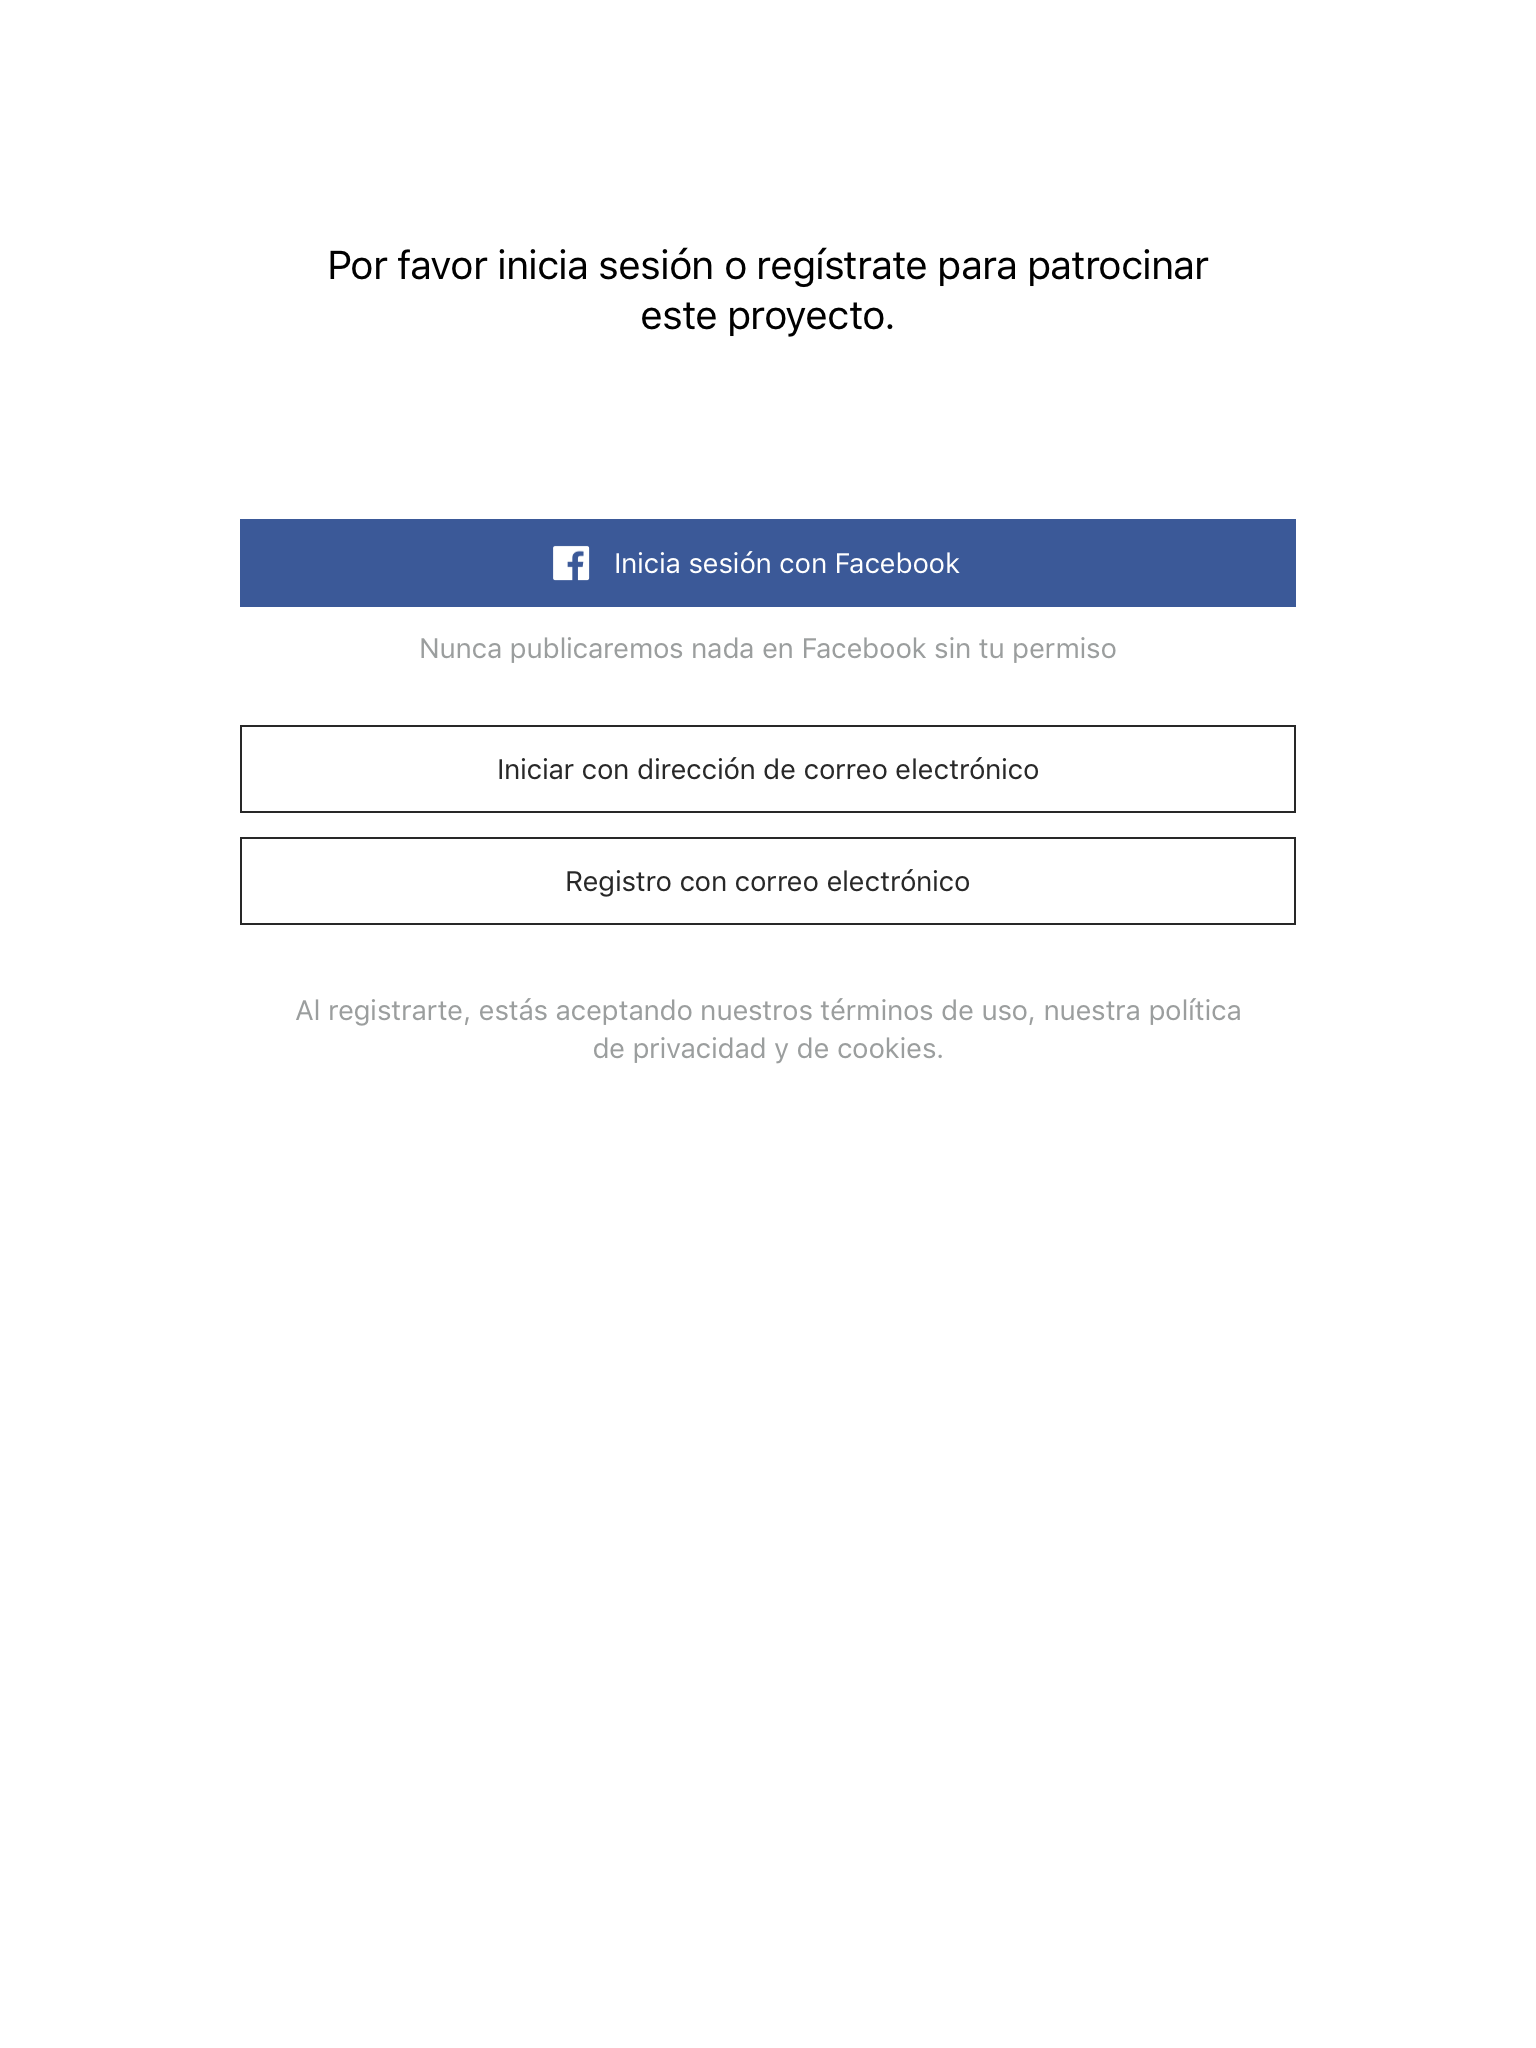 Por favor inicia sesión o regístrate para patrocinar
este proyecto.
Inicia sesión con Facebook
Nunca publicaremos nada en Facebook sin tu permiso
Iniciar con dirección de correo electrónico
Registro con correo electrónico
Al registrarte, estás aceptando nuestros términos de uso, nuestra política
de privacidad y de cookies.